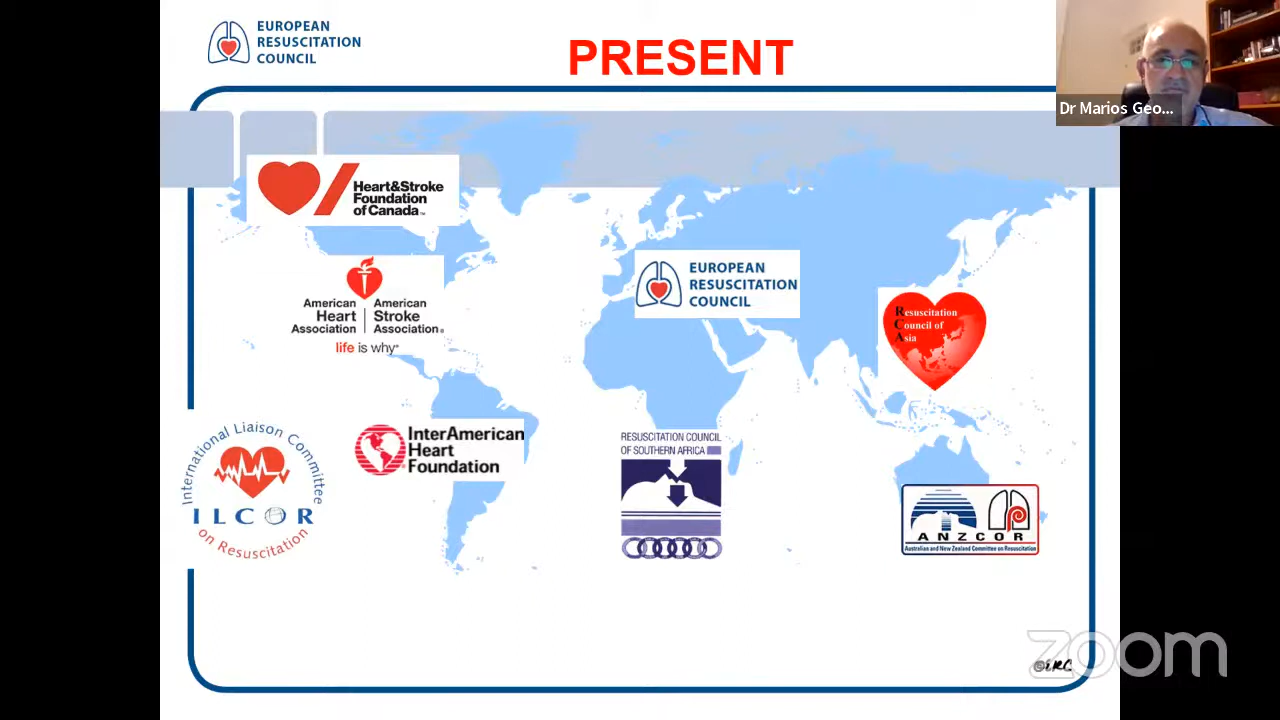 EUROPEAN
RESUSCITATION
COUNCIL
PRESENT
Dr Marios Geo...
Heart&Stroke
Foundation
of Canada™
American
Heart
Association
American
Stroke
Association®
life is why®
EUROPEAN
RESUSCITATION
COUNCIL
Resuscitation
Council of
Asia
International Liaison Committee
ILCOR
on Resuscitation
InterAmerican
Heart
Foundation
RESUSCITATION COUNCIL
OF SOUTHERN AFRICA
ANZCOR
Australian and New Zealand Committee on Resuscitation
@ERC
zoom